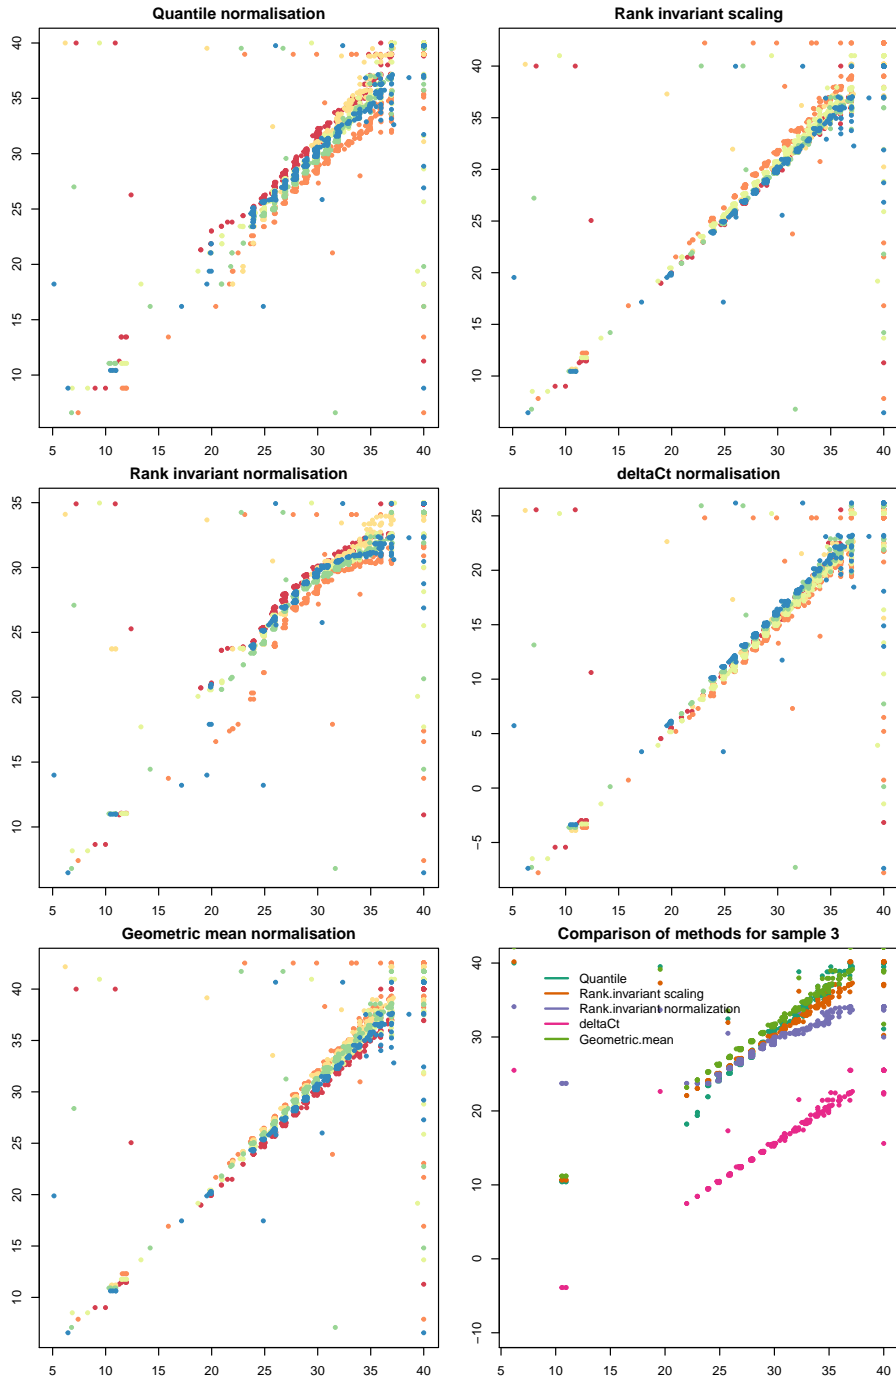 Quantile normalisation
40
35
30
25
20
15
10
5 10 15 20 25 30 35 40
Rank invariant scaling
40
30
20
10
5 10 15 20 25 30 35 40
Rank invariant normalisation
35
30
25
20
15
10
5 10 15 20 25 30 35 40
deltaCt normalisation
25
20
15
10
5
0
−5
5 10 15 20 25 30 35 40
Geometric mean normalisation
40
35
30
25
20
15
10
5 10 15 20 25 30 35 40
Comparison of methods for sample 3
40
30
20
10
0
−10
Quantile
Rank.invariant scaling
Rank.invariant normalization
deltaCt
Geometric.mean
5 10 15 20 25 30 35 40